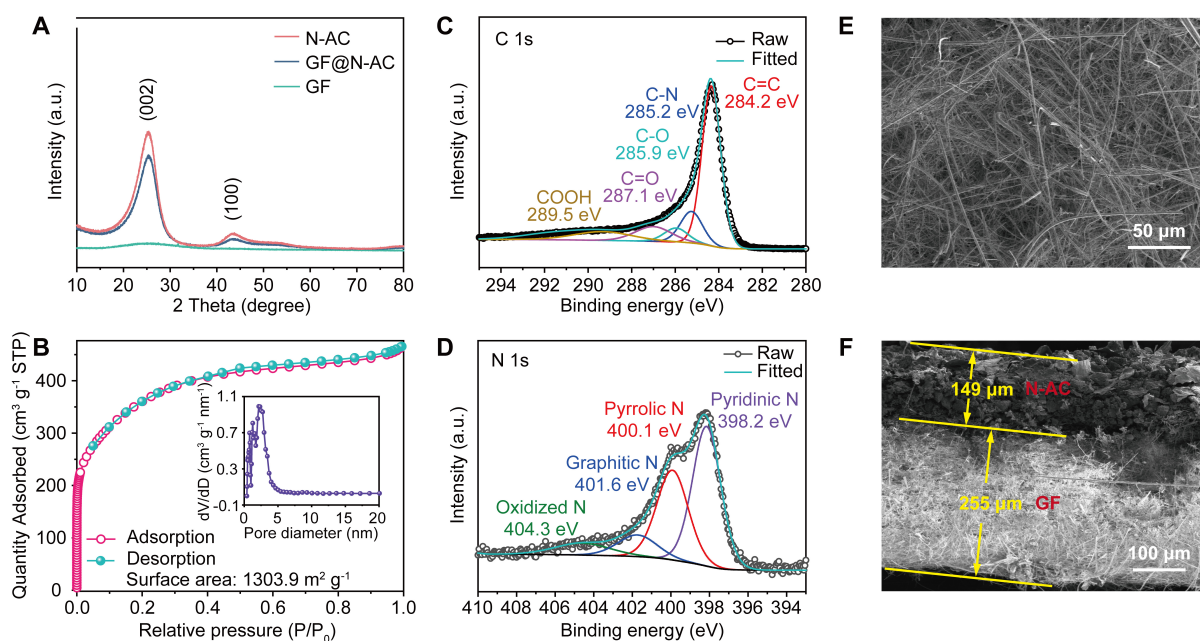 A
N-AC
GF@N-AC
GF
(002)
(100)
Intensity (a.u.)
10 20 30 40 50 60 70 80
2 Theta (degree)
C
C 1s
Raw
Fitted
C=C
284.2 eV
C-N
285.2 eV
C-O
285.9 eV
C=O
287.1 eV
COOH
289.5 eV
Intensity (a.u.)
294 292 290 288 286 284 282 280
Binding energy (eV)
E
50 µm
B
Quantity Adsorbed (cm³ g⁻¹ STP)
400
300
200
100
0
0.0 0.2 0.4 0.6 0.8 1.0
Relative pressure (P/P₀)
Adsorption
Desorption
Surface area: 1303.9 m² g⁻¹
dV/dD (cm³ g⁻¹ nm⁻¹)
1.1
0.7
0.3
-0.1
0 5 10 15 20
Pore diameter (nm)
D
N 1s
Raw
Fitted
Pyridinic N
398.2 eV
Pyrrolic N
400.1 eV
Graphitic N
401.6 eV
Oxidized N
404.3 eV
Intensity (a.u.)
410 408 406 404 402 400 398 394
Binding energy (eV)
F
149 µm N-AC
255 µm GF
100 µm